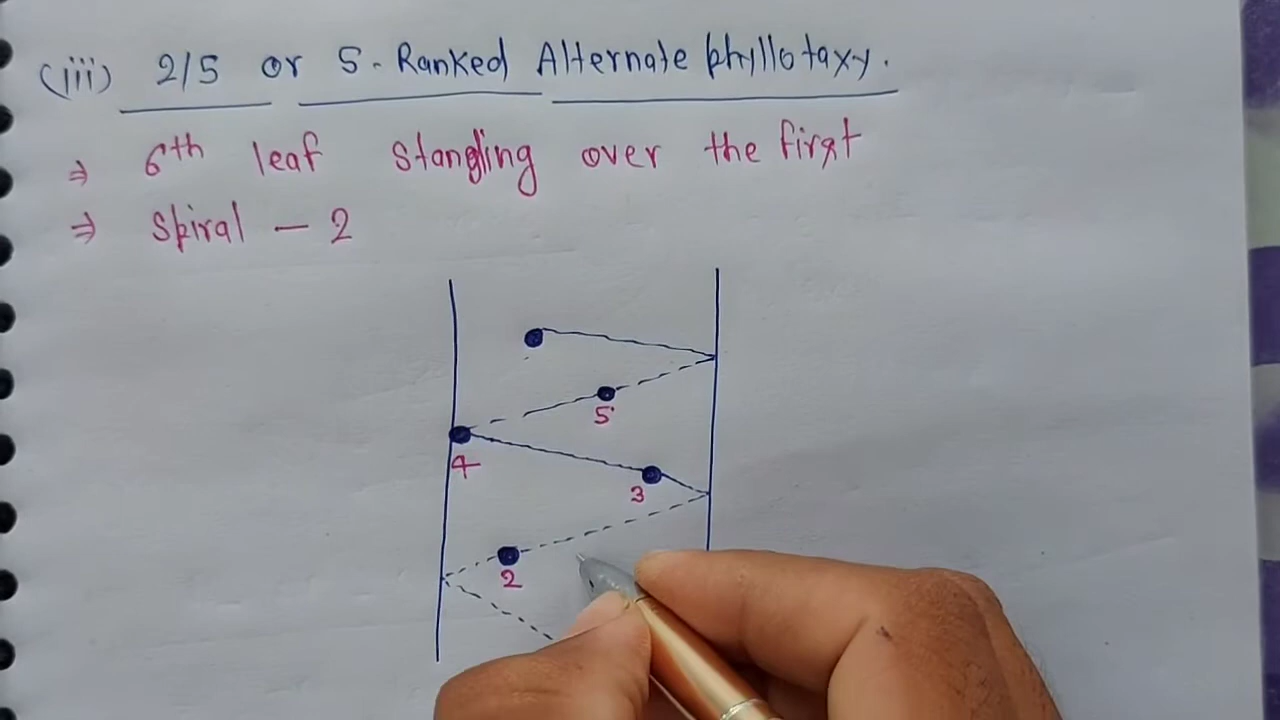 (iii) 2/5 or 5-Ranked Alternate phyllotaxy.
⇒ 6th leaf stangling over the first
⇒ Spiral - 2
5
4
3
2